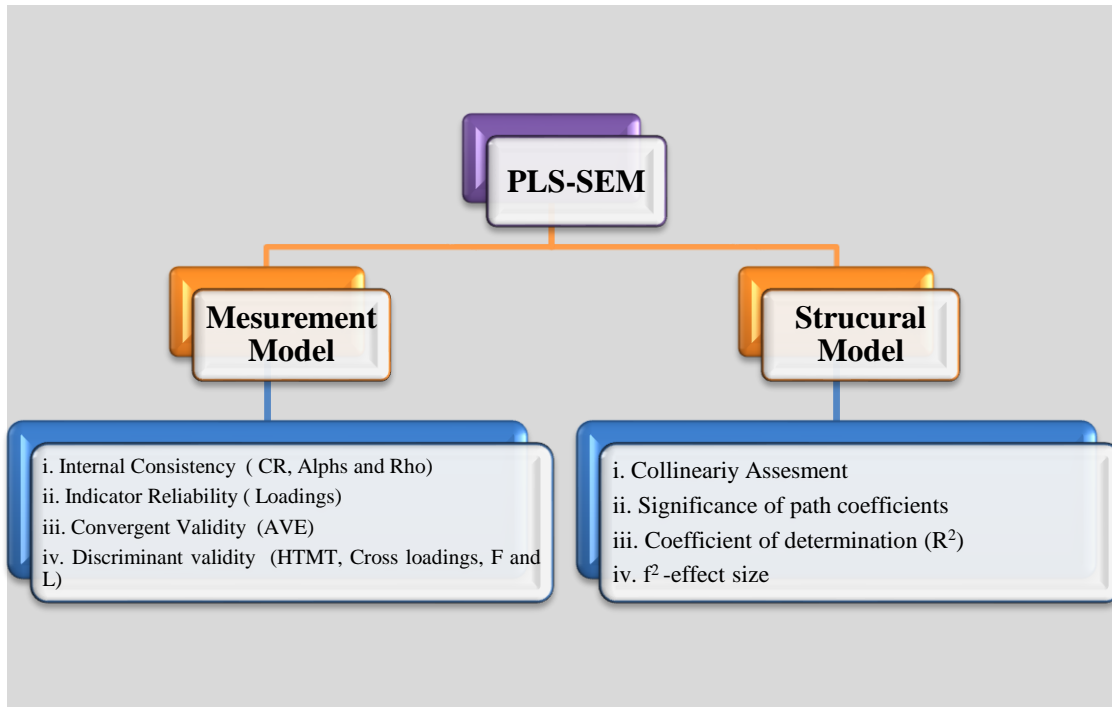 PLS-SEM
Mesurement
Model
Strucural
Model
i. Internal Consistency ( CR, Alphs and Rho)
ii. Indicator Reliability ( Loadings)
iii. Convergent Validity (AVE)
iv. Discriminant validity (HTMT, Cross loadings, F and
L)
i. Collineariy Assesment
ii. Significance of path coefficients
iii. Coefficient of determination (R²)
iv. f² -effect size